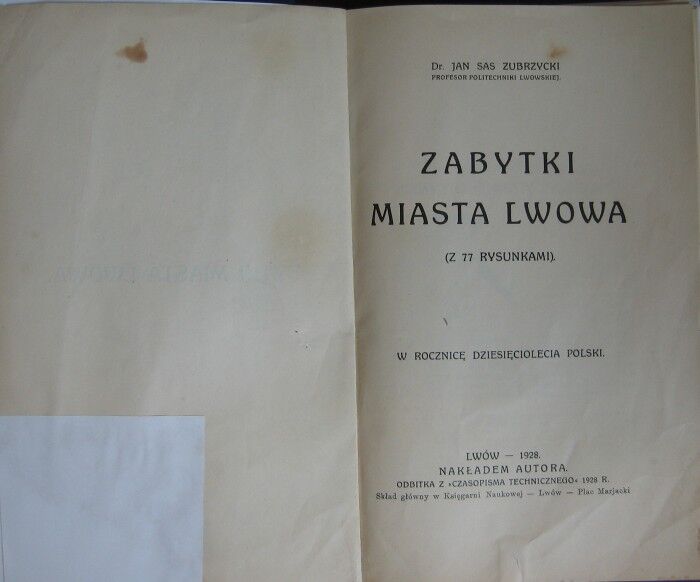 Dr. JAN SAS ZUBRZYCKI
PROFESOR POLITECHNIKI LWOWSKIEJ.
ZABYTKI
MIASTA LWOWA
(Z 77 RYSUNKAMI).
W ROCZNICĘ DZIESIĘCIOLECIA POLSKI.
LWÓW — 1928.
NAKŁADEM AUTORA.
ODBITKA Z »CZASOPISMA TECHNICZNEGO« 1928 R.
Skład główny w Księgarni Naukowej — Lwów — Plac Marjacki